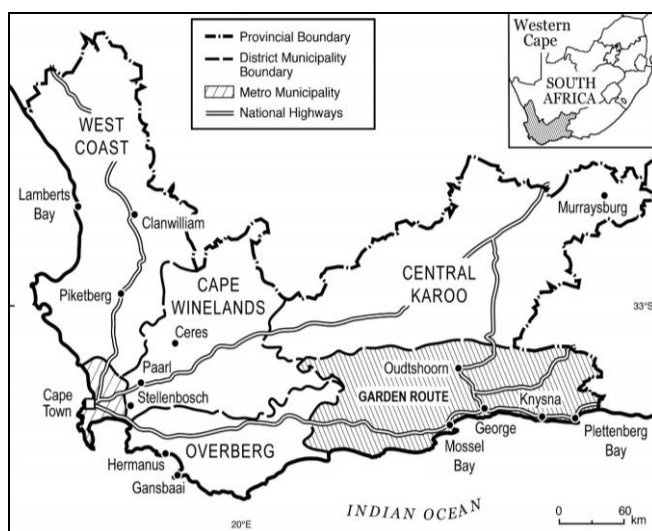 Provincial Boundary
District Municipality
Boundary
Metro Municipality
National Highways
Western
Cape
SOUTH
AFRICA
WEST
COAST
Lamberts
Bay
Clanwilliam
Murraysburg
CENTRAL
KAROO
CAPE
WINELANDS
Piketberg
33°S
Ceres
Oudtshoorn
Paarl
GARDEN ROUTE
Knysna
Cape
Town
Stellenbosch
George
Plettenberg
Bay
OVERBERG
Mossel
Bay
Hermanus
Gansbaai
INDIAN OCEAN
20°E
0 60
km